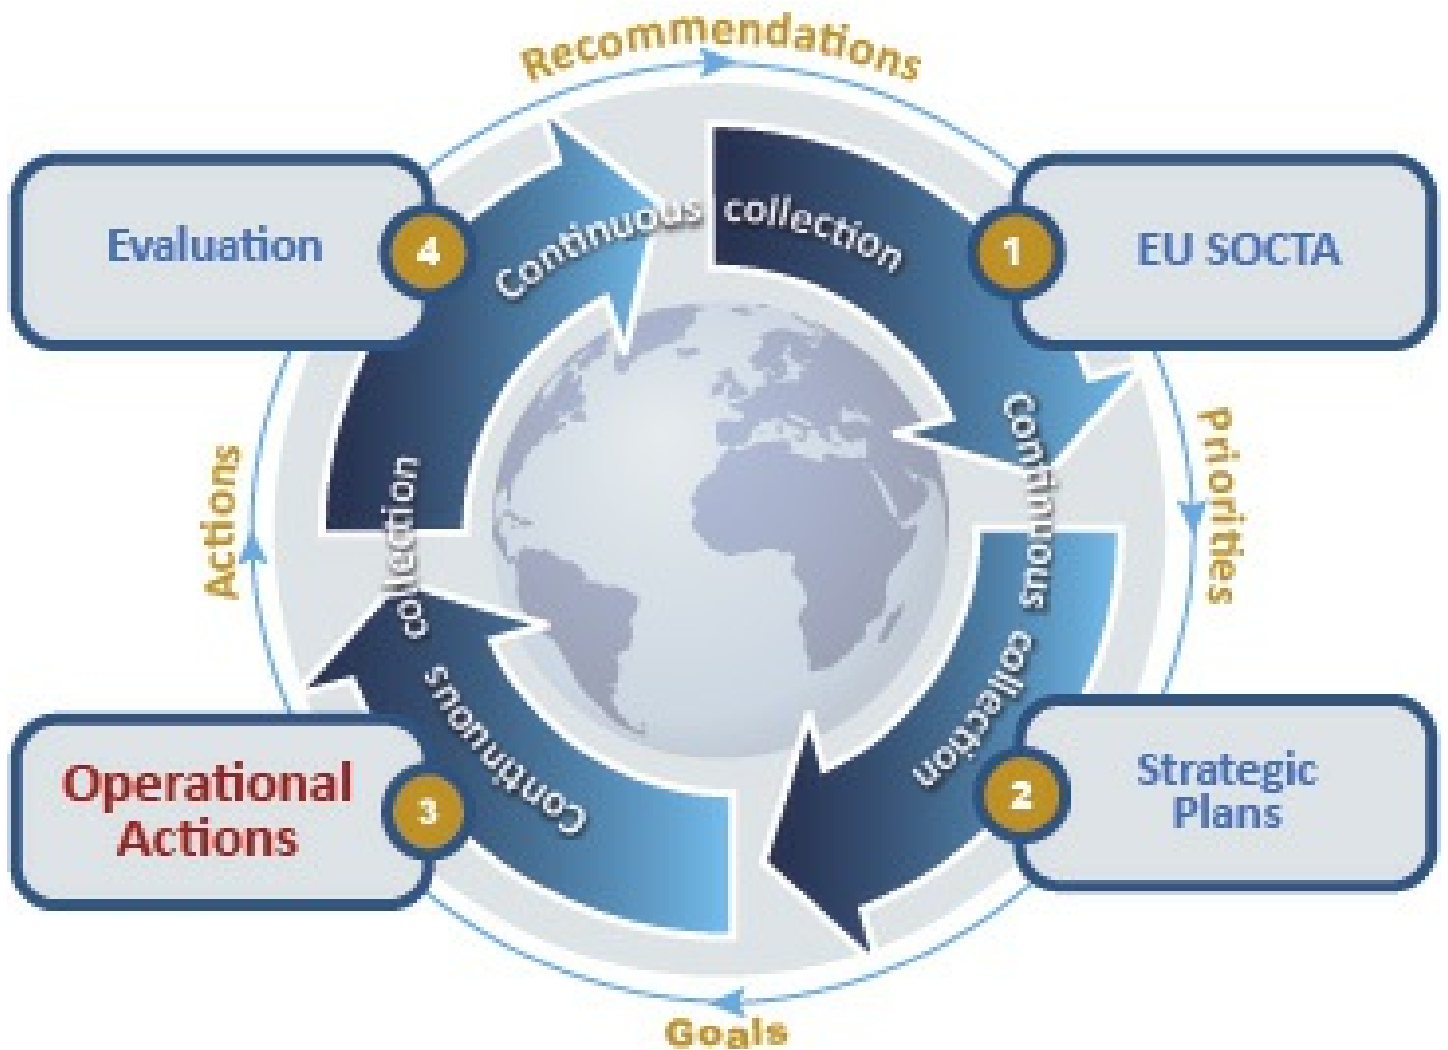 Recommendations
Evaluation
4
Continuous collection
1
EU SOCTA
Priorities
Continuous collection
2
Strategic
Plans
Goals
3
Operational
Actions
Continuous collection
Actions